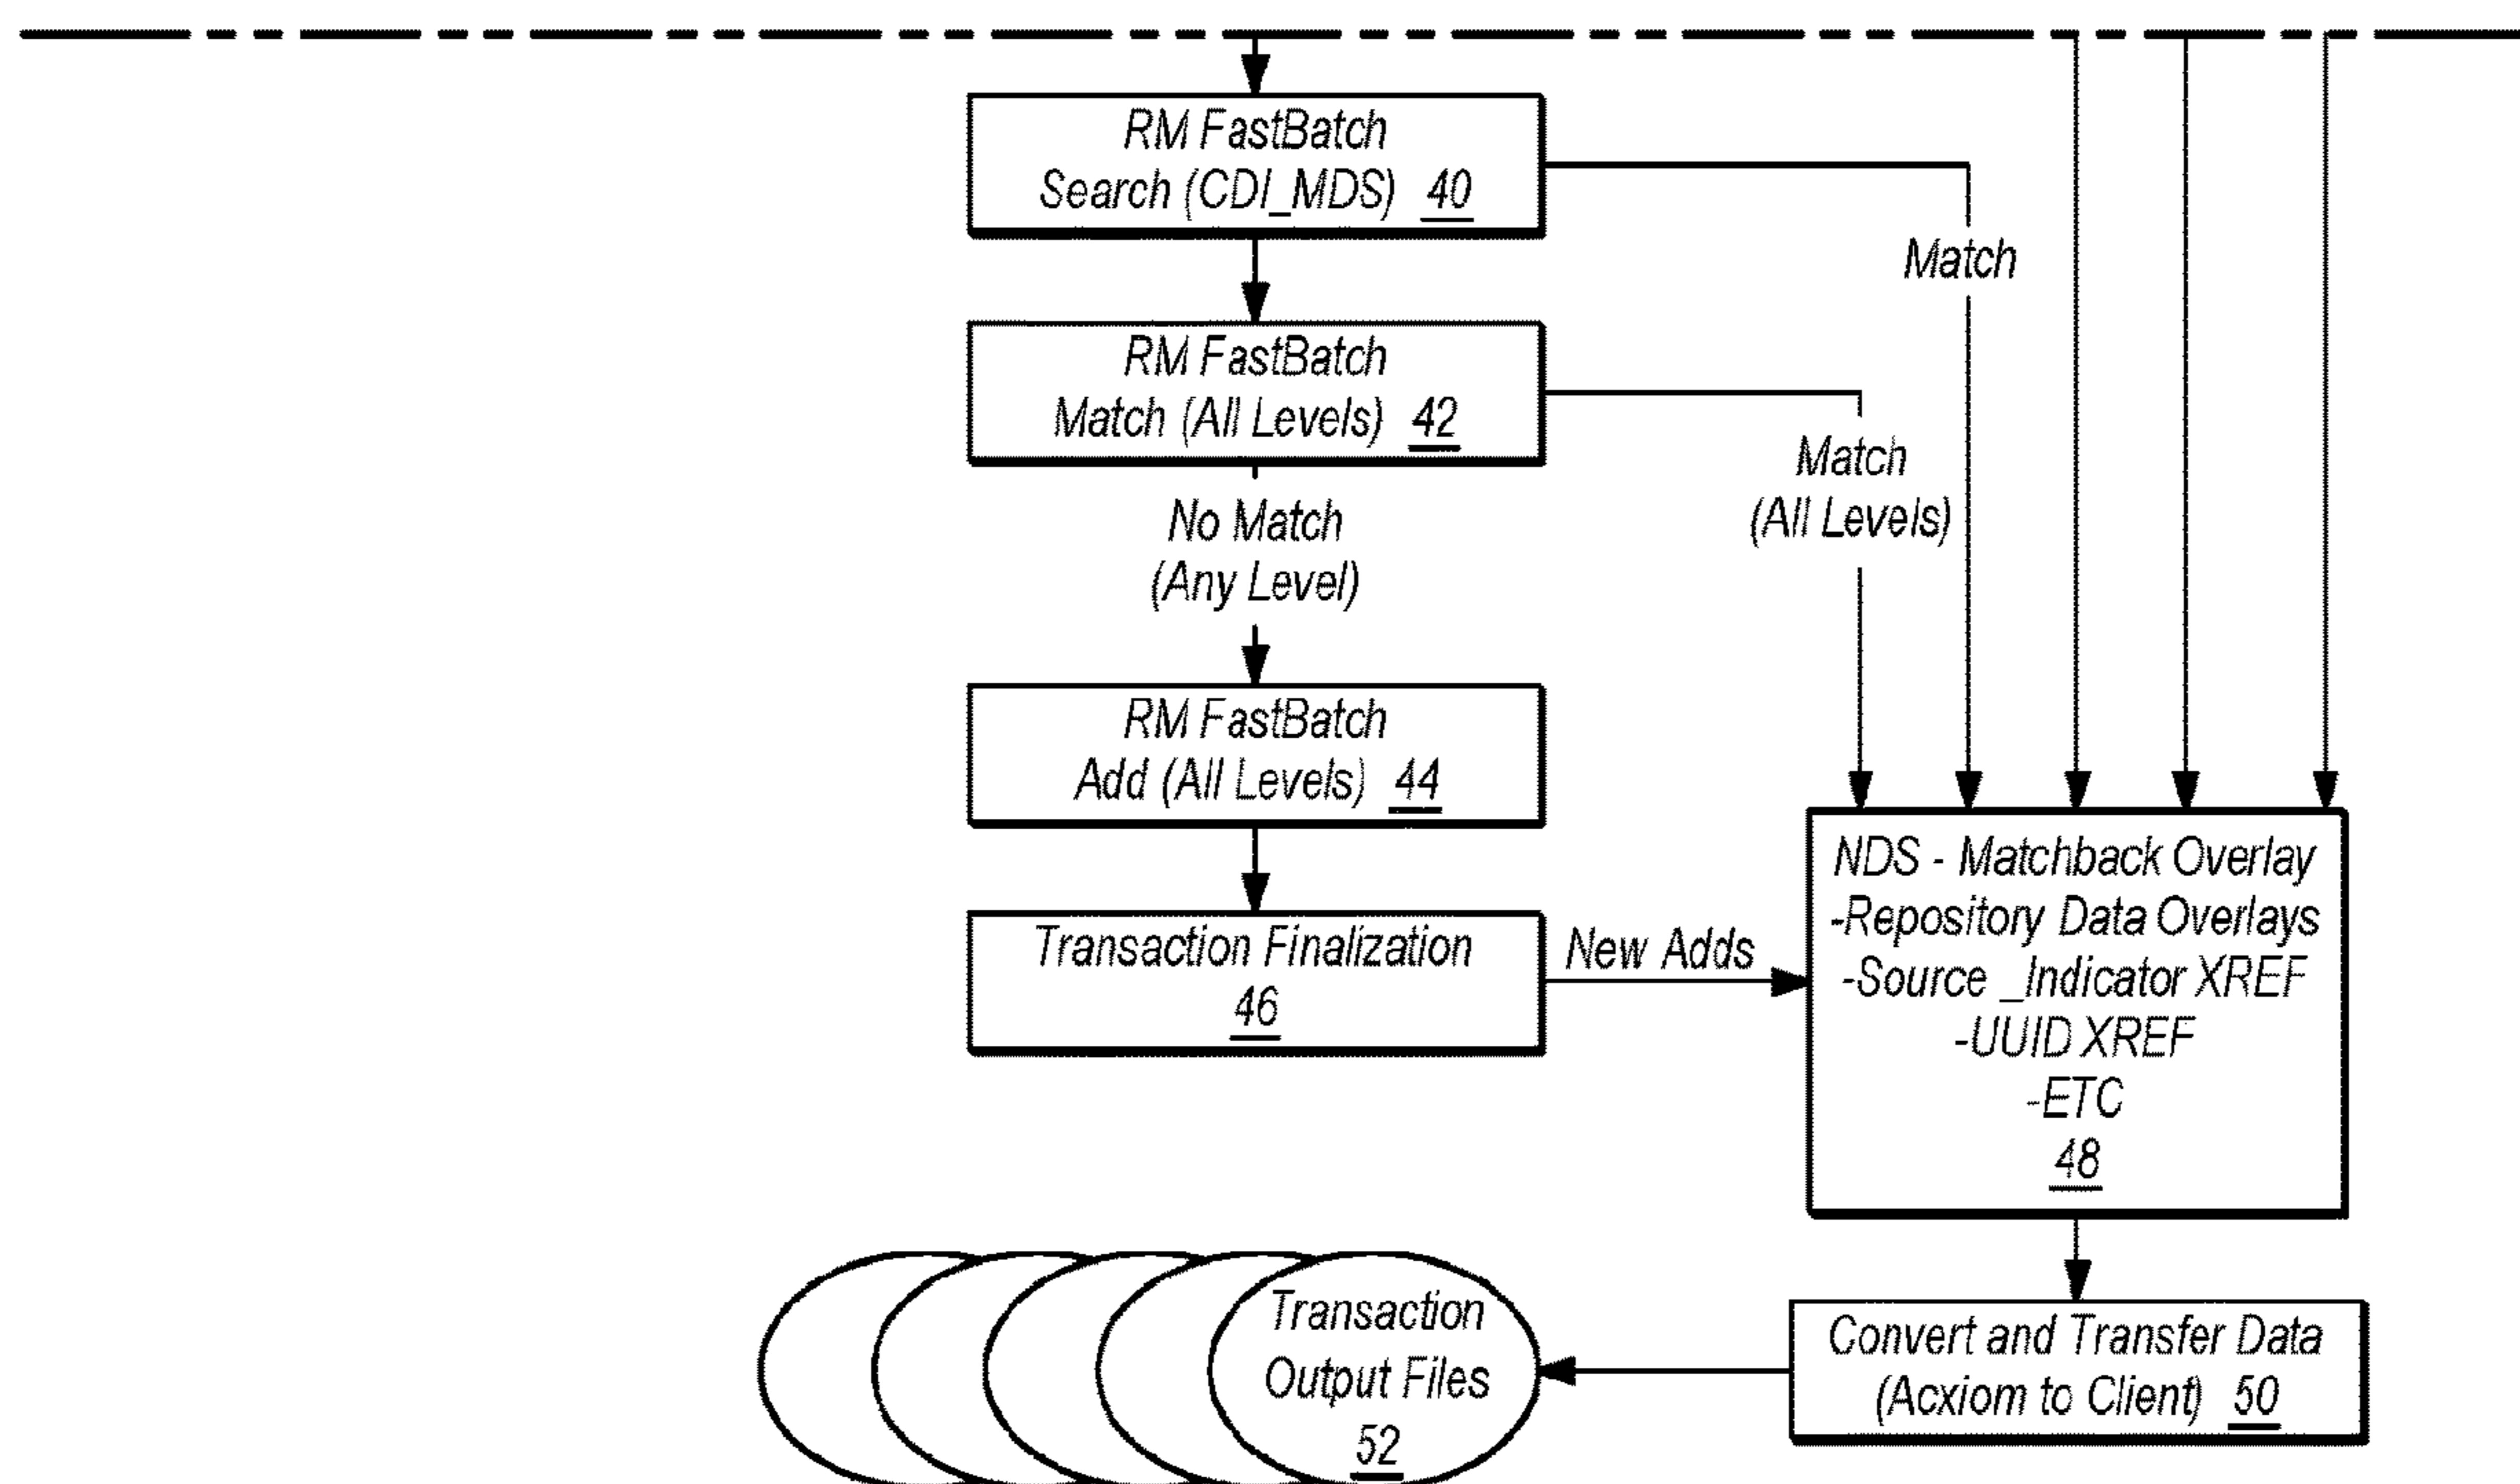 RM FastBatch
Search (CDI_MDS) 40
Match
RM FastBatch
Match (All Levels) 42
Match
(All Levels)
No Match
(Any Level)
RM FastBatch
Add (All Levels) 44
Transaction Finalization
46
New Adds
NDS - Matchback Overlay
-Repository Data Overlays
-Source _Indicator XREF
-UUID XREF
-ETC
48
Convert and Transfer Data
(Acxiom to Client) 50
Transaction
Output Files
52